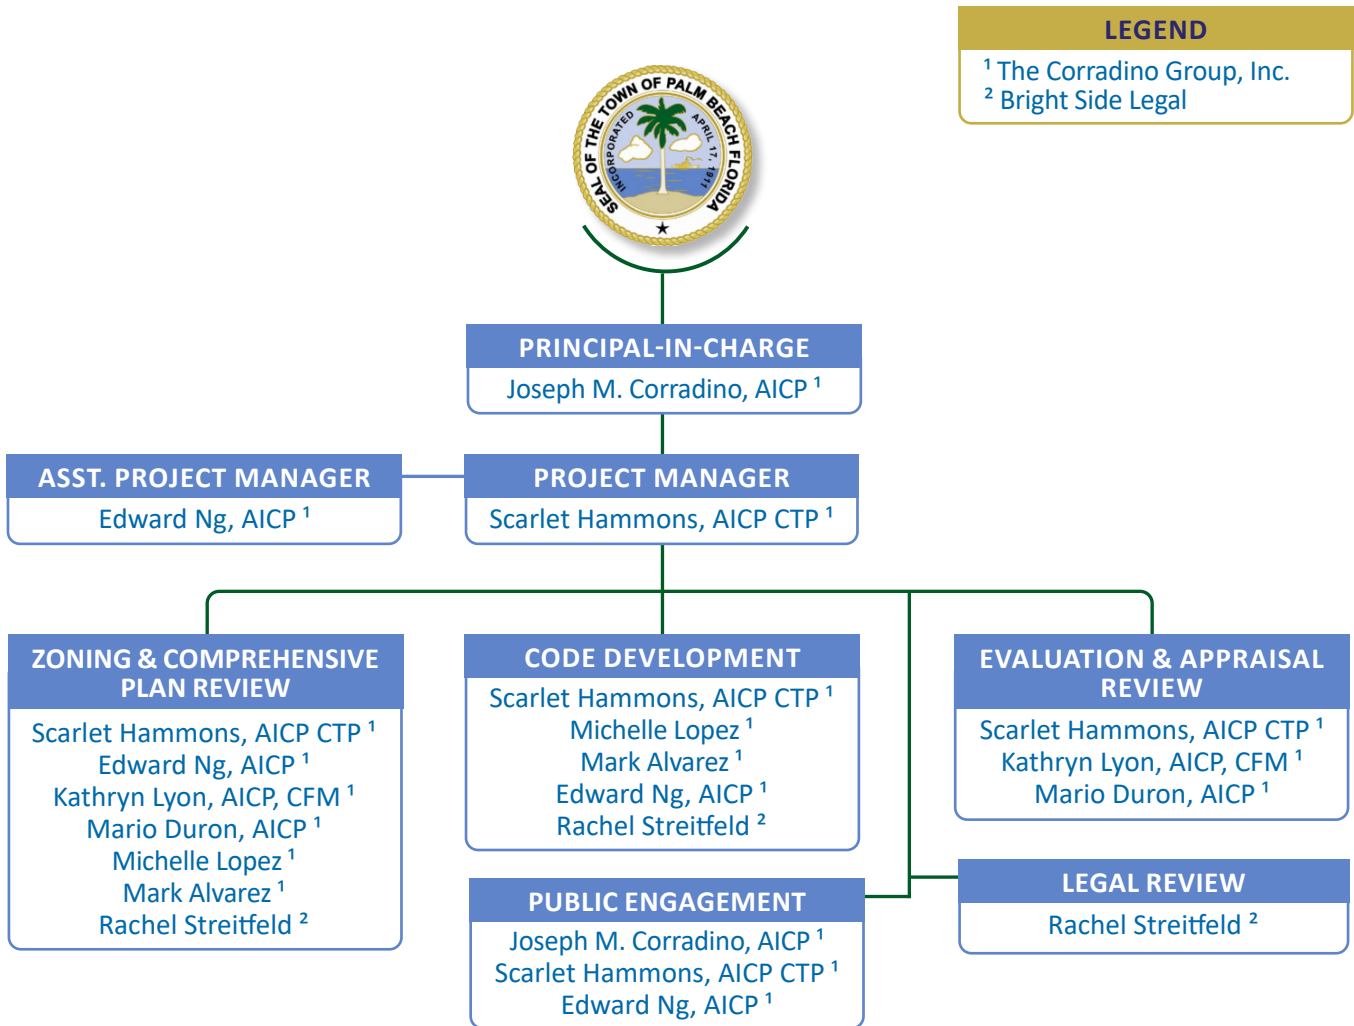 LEGEND
¹ The Corradino Group, Inc.
² Bright Side Legal
SEAL OF THE TOWN OF PALM BEACH FLORIDA
INCORPORATED
APRIL 17, 1911
PRINCIPAL-IN-CHARGE
Joseph M. Corradino, AICP ¹
ASST. PROJECT MANAGER
Edward Ng, AICP ¹
PROJECT MANAGER
Scarlet Hammons, AICP CTP ¹
ZONING & COMPREHENSIVE
PLAN REVIEW
Scarlet Hammons, AICP CTP ¹
Edward Ng, AICP ¹
Kathryn Lyon, AICP, CFM ¹
Mario Duron, AICP ¹
Michelle Lopez ¹
Mark Alvarez ¹
Rachel Streitfeld ²
CODE DEVELOPMENT
Scarlet Hammons, AICP CTP ¹
Michelle Lopez ¹
Mark Alvarez ¹
Edward Ng, AICP ¹
Rachel Streitfeld ²
PUBLIC ENGAGEMENT
Joseph M. Corradino, AICP ¹
Scarlet Hammons, AICP CTP ¹
Edward Ng, AICP ¹
EVALUATION & APPRAISAL
REVIEW
Scarlet Hammons, AICP CTP ¹
Kathryn Lyon, AICP, CFM ¹
Mario Duron, AICP ¹
LEGAL REVIEW
Rachel Streitfeld ²